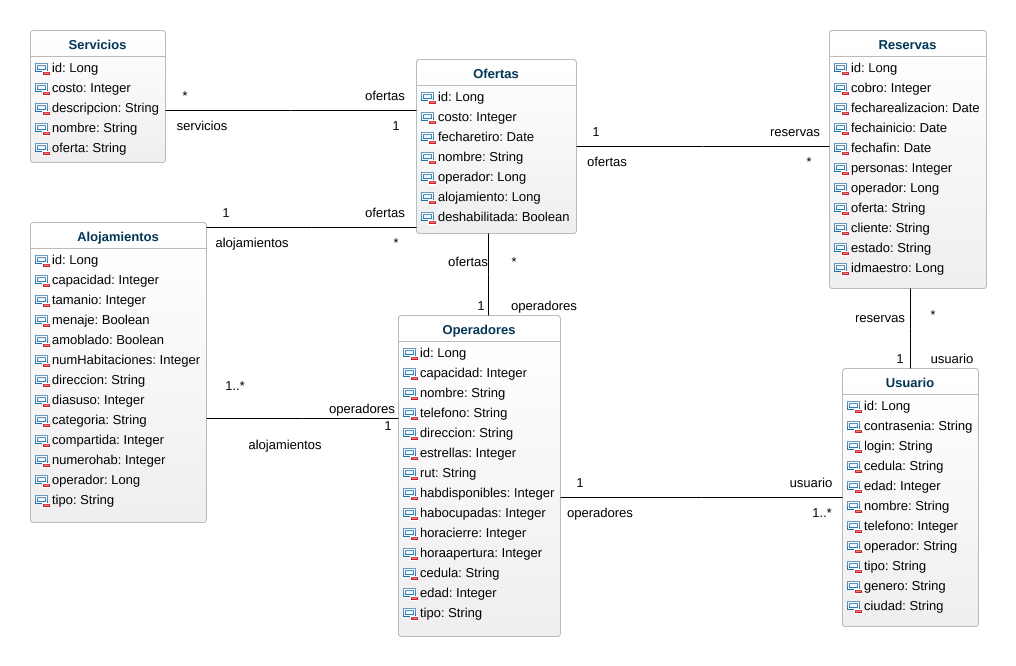 Servicios
id: Long
costo: Integer
descripcion: String
nombre: String
oferta: String
* ofertas
servicios 1
Ofertas
id: Long
costo: Integer
fecharetiro: Date
nombre: String
operador: Long
alojamiento: Long
deshabilitada: Boolean
1 reservas
ofertas *
Reservas
id: Long
cobro: Integer
fecharealizacion: Date
fechainicio: Date
fechafin: Date
personas: Integer
operador: Long
oferta: String
cliente: String
estado: String
idmaestro: Long
1 ofertas
alojamientos *
ofertas *
1 operadores
reservas *
1 usuario
Alojamientos
id: Long
capacidad: Integer
tamanio: Integer
menaje: Boolean
amoblado: Boolean
numHabitaciones: Integer
direccion: String
diasuso: Integer
categoria: String
compartida: Integer
numerohab: Integer
operador: Long
tipo: String
1..*
operadores
1
alojamientos
Operadores
id: Long
capacidad: Integer
nombre: String
telefono: String
direccion: String
estrellas: Integer
rut: String
habdisponibles: Integer
habocupadas: Integer
horacierre: Integer
horaapertura: Integer
cedula: String
edad: Integer
tipo: String
1 usuario
operadores 1..*
Usuario
id: Long
contrasenia: String
login: String
cedula: String
edad: Integer
nombre: String
telefono: Integer
operador: String
tipo: String
genero: String
ciudad: String